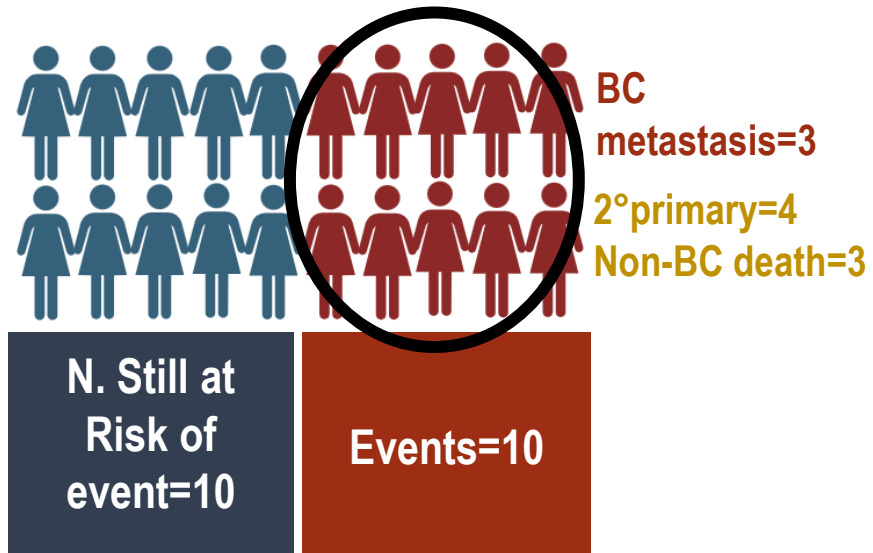 BC
metastasis=3
2°primary=4
Non-BC death=3
N. Still at
Risk of
event=10
Events=10